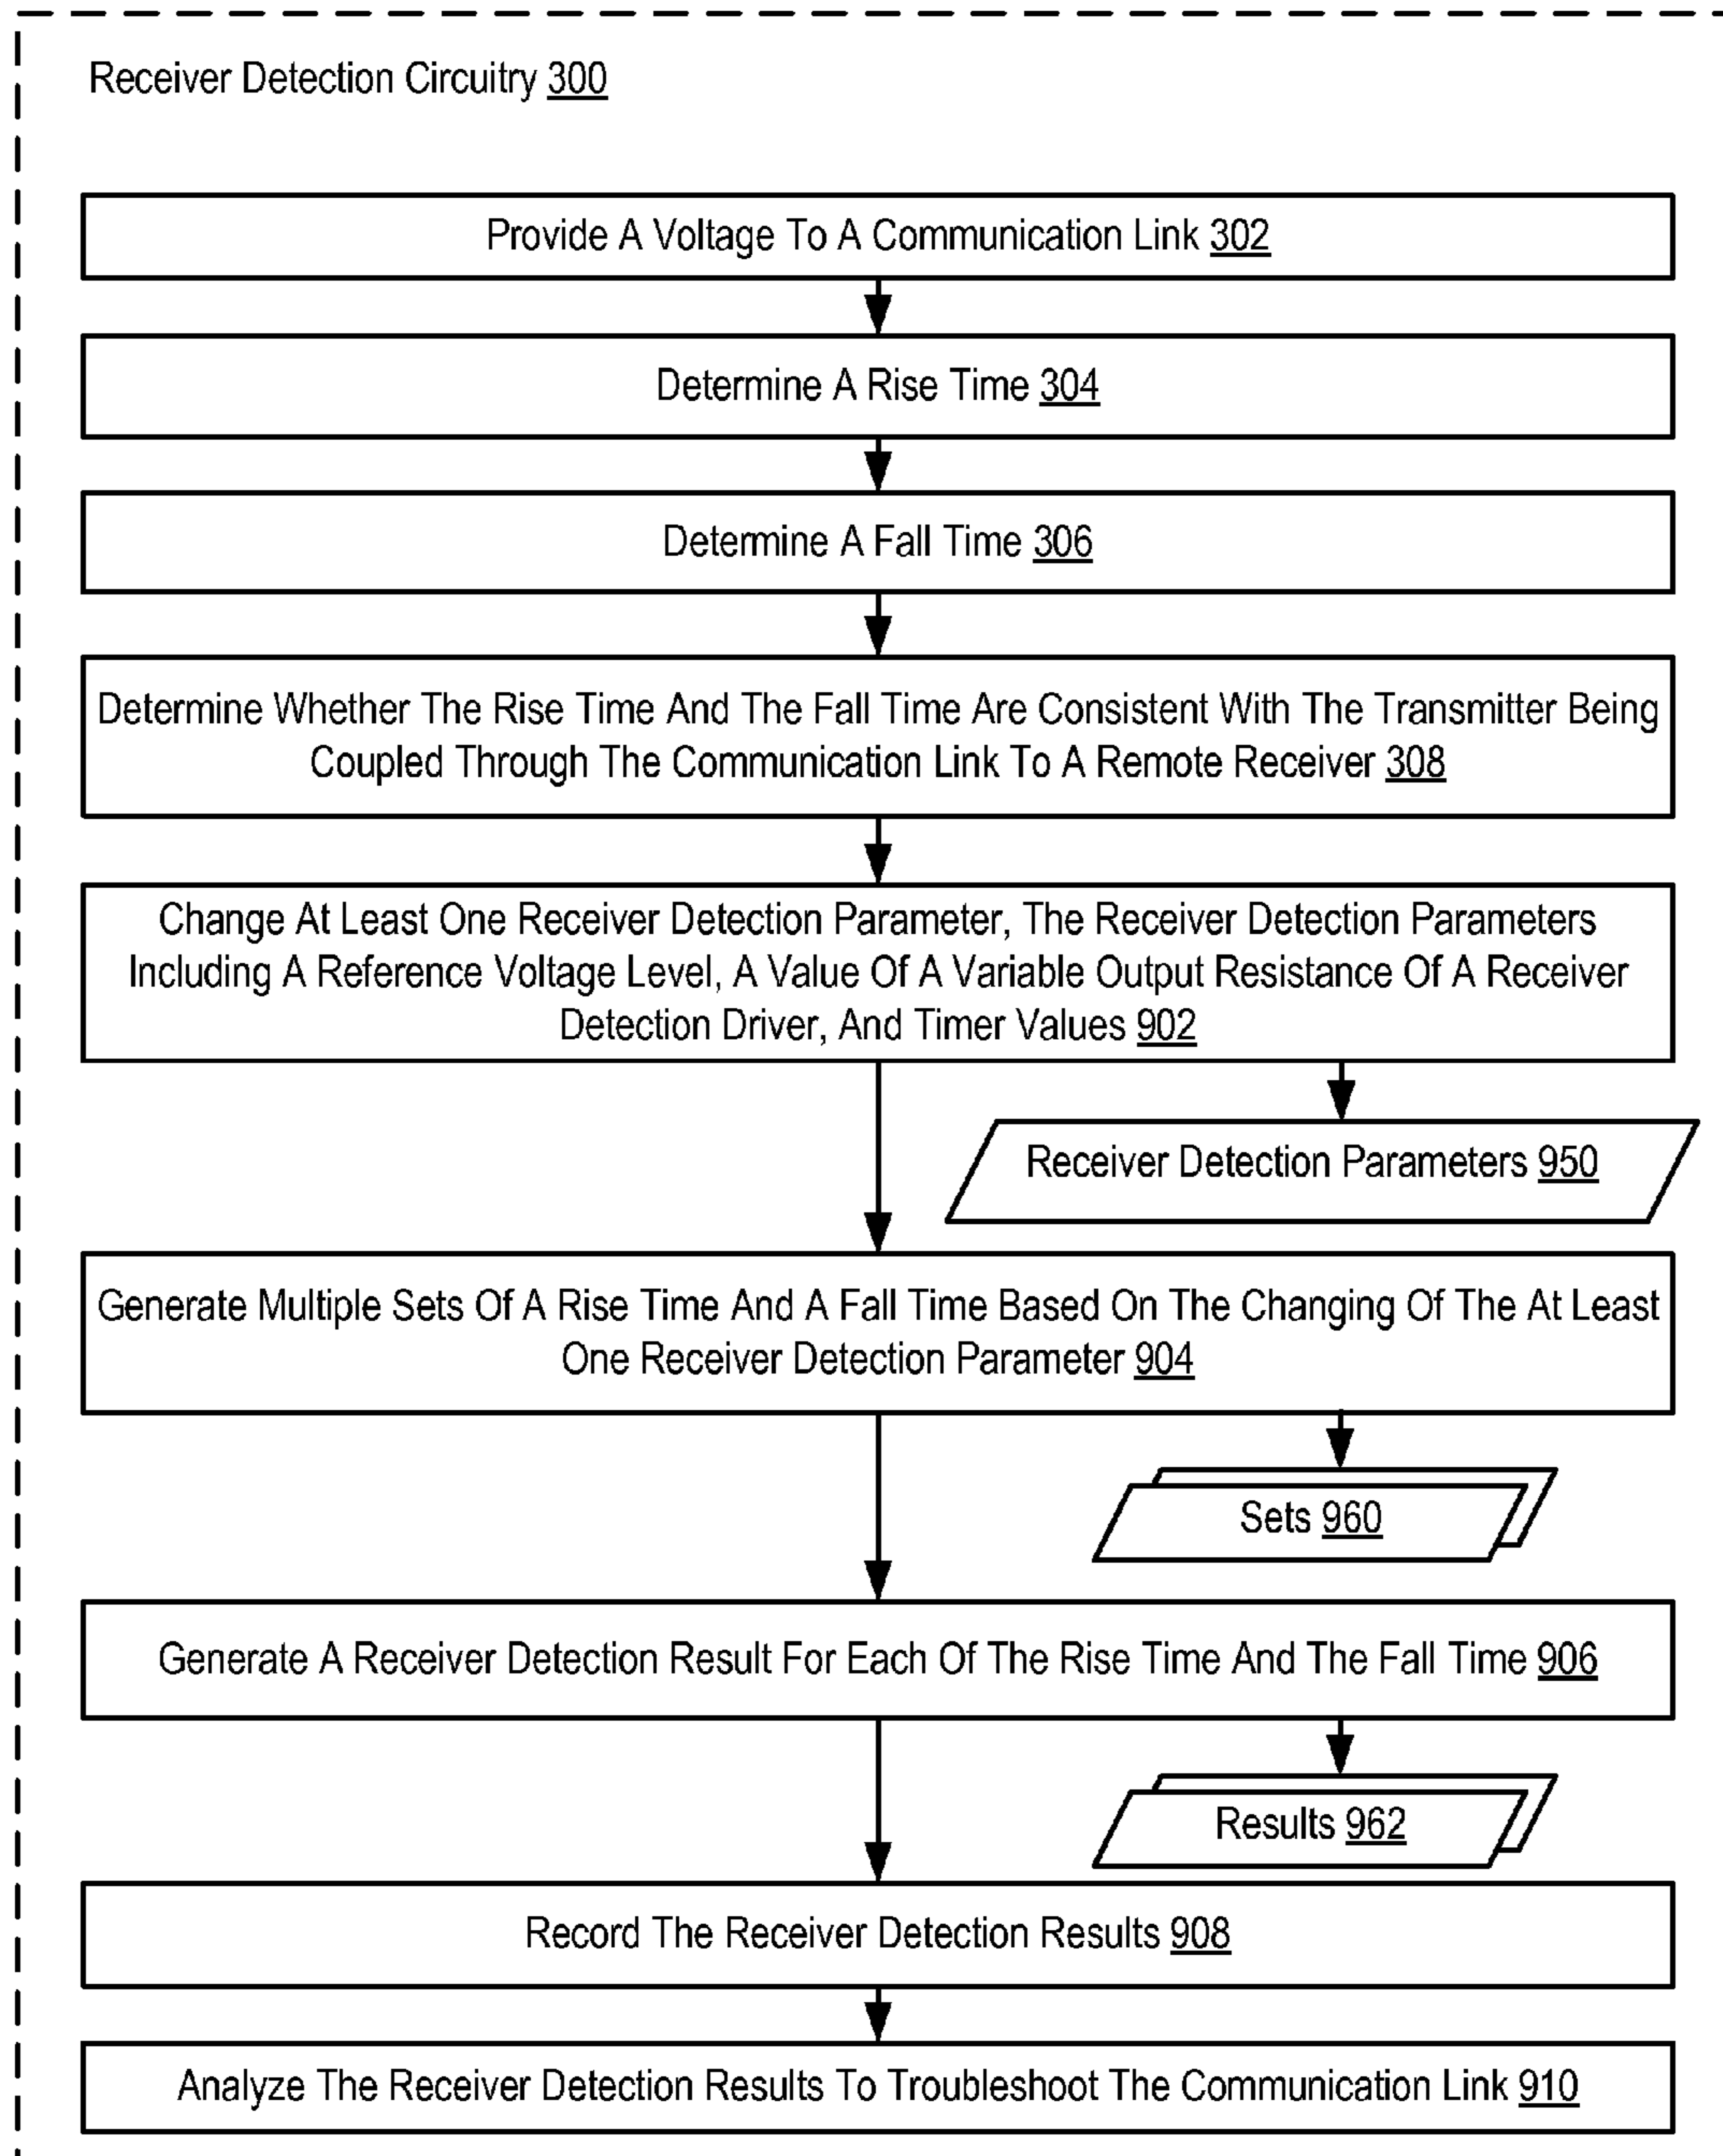 Receiver Detection Circuitry 300
Provide A Voltage To A Communication Link 302
Determine A Rise Time 304
Determine A Fall Time 306
Determine Whether The Rise Time And The Fall Time Are Consistent With The Transmitter Being
Coupled Through The Communication Link To A Remote Receiver 308
Change At Least One Receiver Detection Parameter, The Receiver Detection Parameters
Including A Reference Voltage Level, A Value Of A Variable Output Resistance Of A Receiver
Detection Driver, And Timer Values 902
Receiver Detection Parameters 950
Generate Multiple Sets Of A Rise Time And A Fall Time Based On The Changing Of The At Least
One Receiver Detection Parameter 904
Sets 960
Generate A Receiver Detection Result For Each Of The Rise Time And The Fall Time 906
Results 962
Record The Receiver Detection Results 908
Analyze The Receiver Detection Results To Troubleshoot The Communication Link 910